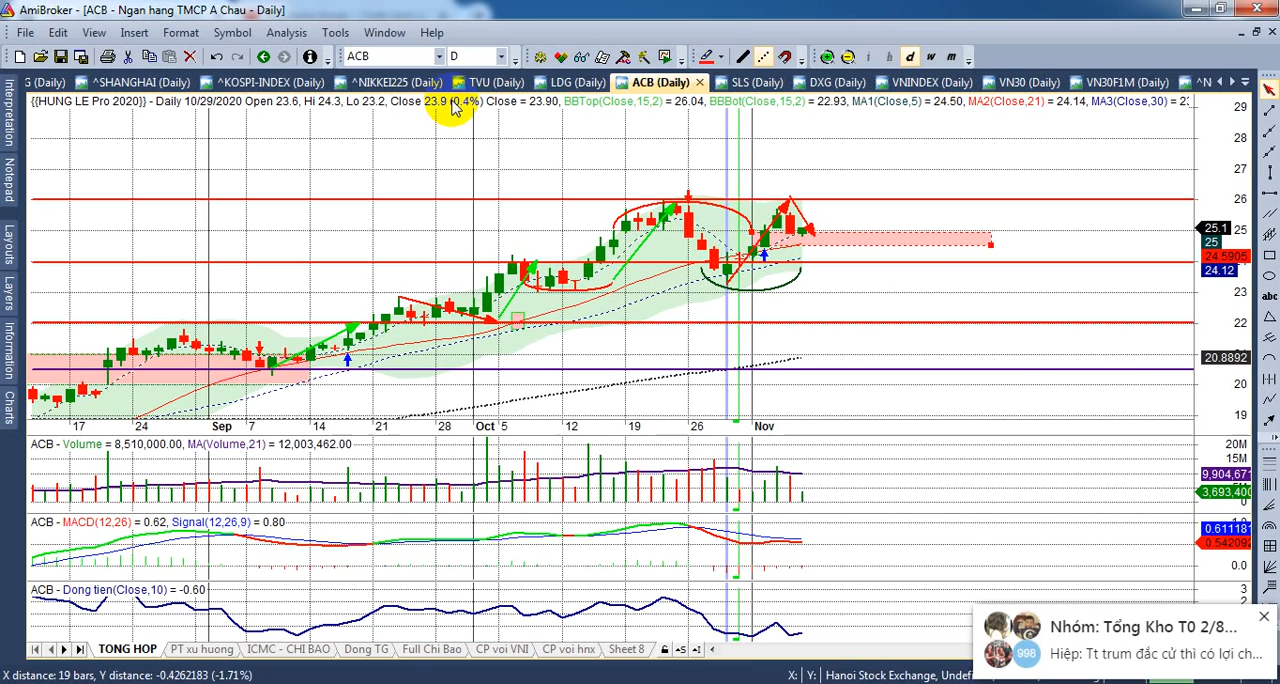 AmiBroker - [ACB - Ngan hang TMCP A Chau - Daily]
File Edit View Insert Format Symbol Analysis Tools Window Help
ACB D d w m
G (Daily) ^SHANGHAI (Daily) ^KOSPI-INDEX (Daily) ^NIKKEI225 (Daily) TVU (Daily) LDG (Daily) ACB (Daily) SLS (Daily) DXG (Daily) VNINDEX (Daily) VN30 (Daily) VN30F1M (Daily) ^N
{{HUNG LE Pro 2020}} - Daily 10/29/2020 Open 23.6, Hi 24.3, Lo 23.2, Close 23.9 (0.4%) Close = 23.90, BBTop(Close,15,2) = 26.04, BBBot(Close,15,2) = 22.93, MA1(Close,5) = 24.50, MA2(Close,21) = 24.14, MA3(Close,30) = 23
Interpretation
Notepad
Layouts
Layers
Information
Charts
abc
29
28
27
26
25.1
25
24.5905
24.12
23
22
20.8892
20
19
17 24 Sep 7 14 21 28 Oct 5 12 19 26 Nov
ACB - Volume = 8,510,000.00, MA(Volume,21) = 12,003,462.00
20M
15M
9,904,671
3,693,400
ACB - MACD(12,26) = 0.62, Signal(12,26,9) = 0.80
0.611181
0.542092
0.0
ACB - Dong tien(Close,10) = -0.60
3
2
TONG HOP PT xu huong ICMC - CHI BAO Dong TG Full Chi Bao CP voi VNI CP voi hnx Sheet 8
X distance: 19 bars, Y distance: -0.4262183 (-1.71%)
X: Y: Hanoi Stock Exchange, Undef
Nhóm: Tổng Kho T0 2/8...
998
Hiệp: Tt trum đắc cử thì có lợi ch...